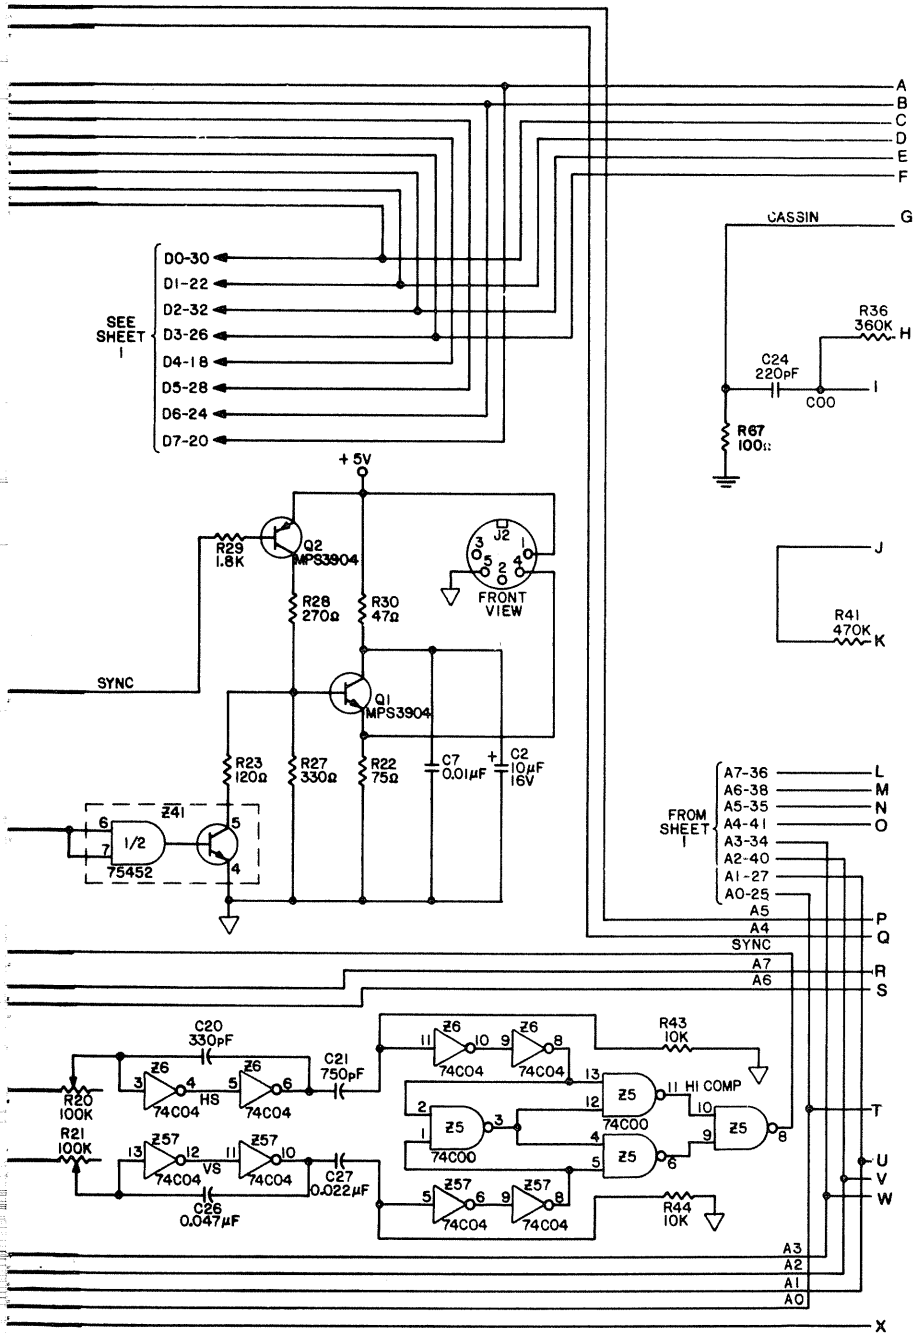 A
B
C
D
E
F
CASSIN G
D0-30
D1-22
D2-32
D3-26
D4-18
D5-28
D6-24
D7-20
SEE
SHEET
1
R36
360K
H
C24
220pF
I
C00
R67
100Ω
+5V
R29
1.8K
Q2
MPS3904
J2
3
1
5
2
4
FRONT
VIEW
R28
270Ω
R30
47Ω
J
R41
470K
K
SYNC
Q1
MPS3904
R23
120Ω
R27
330Ω
R22
75Ω
C7
0.01µF
+
C2
10µF
16V
Z41
6
7
1/2
75452
5
4
FROM
SHEET
1
A7-36 L
A6-38 M
A5-35 N
A4-41 O
A3-34
A2-40
A1-27
A0-25
A5 P
A4 Q
SYNC
A7 R
A6 S
C20
330pF
C21
750pF
Z6
3
4
74C04
HS
Z6
5
6
74C04
R20
100K
R21
100K
Z57
13
12
74C04
VS
Z57
11
10
74C04
C26
0.047µF
C27
0.022µF
Z6
11
10
74C04
Z6
9
8
74C04
R43
10K
2
1
Z5
3
74C00
13
12
Z5
11
HI COMP
74C00
4
5
Z5
6
10
9
Z5
8
Z57
5
6
74C04
Z57
9
8
74C04
R44
10K
T
U
V
W
A3
A2
A1
A0
X